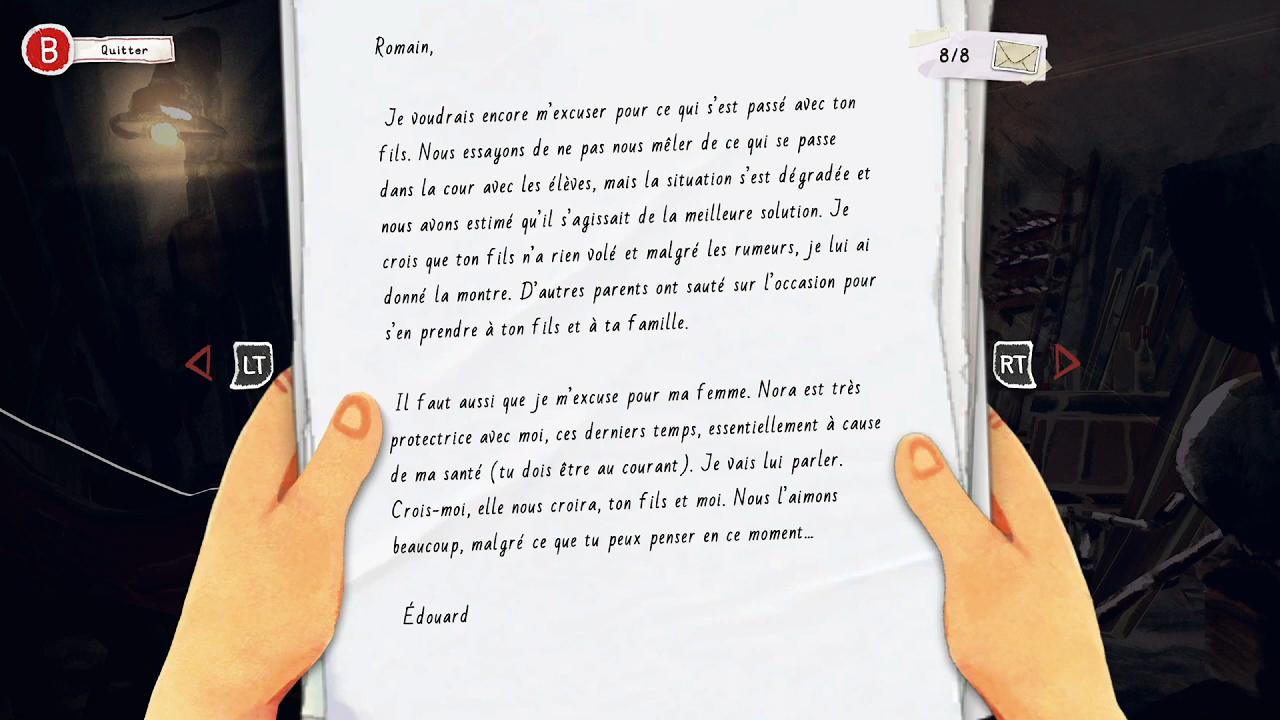 B Quitter
8/8
Romain,
Je voudrais encore m'excuser pour ce qui s'est passé avec ton
fils. Nous essayons de ne pas nous mêler de ce qui se passe
dans la cour avec les élèves, mais la situation s'est dégradée et
nous avons estimé qu'il s'agissait de la meilleure solution. Je
crois que ton fils n'a rien volé et malgré les rumeurs, je lui ai
donné la montre. D'autres parents ont sauté sur l'occasion pour
s'en prendre à ton fils et à ta famille.
LT
RT
Il faut aussi que je m'excuse pour ma femme. Nora est très
protectrice avec moi, ces derniers temps, essentiellement à cause
de ma santé (tu dois être au courant). Je vais lui parler.
Crois-moi, elle nous croira, ton fils et moi. Nous l'aimons
beaucoup, malgré ce que tu peux penser en ce moment...
Édouard